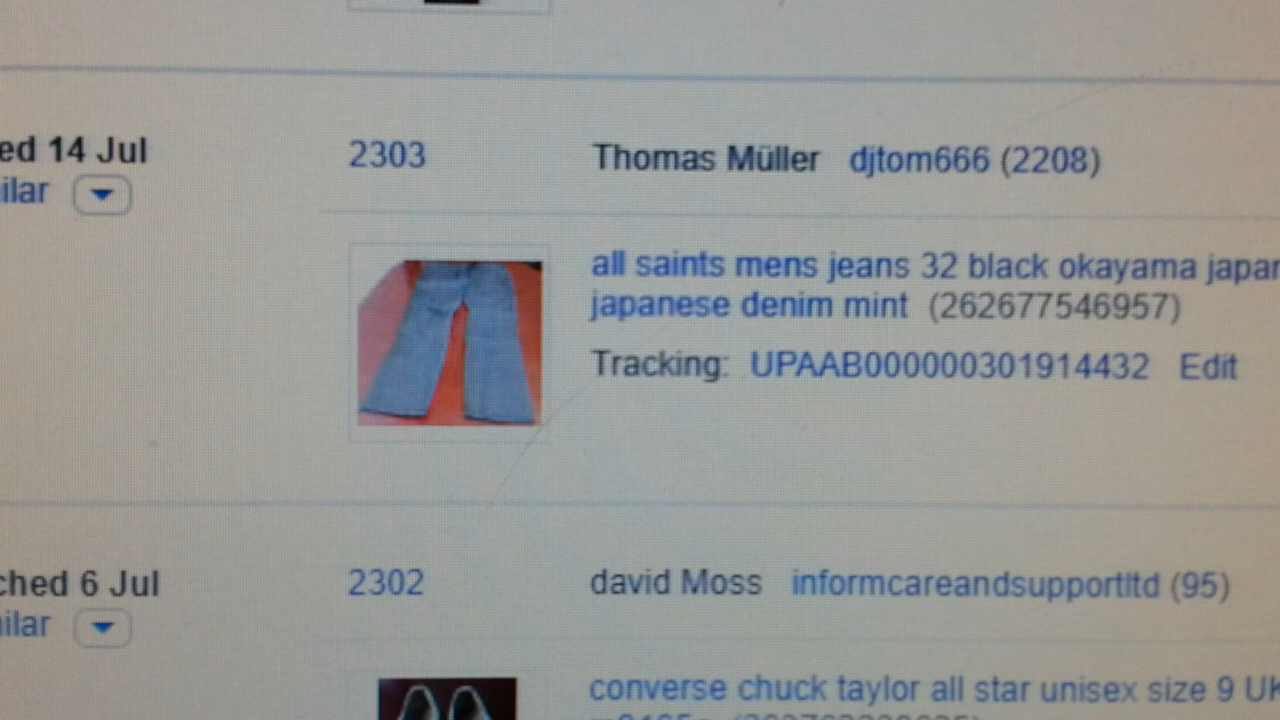 ed 14 Jul
ilar
2303
Thomas Müller djtom666 (2208)
all saints mens jeans 32 black okayama japan
japanese denim mint (262677546957)
Tracking: UPAAB000000301914432 Edit
ched 6 Jul
ilar
2302
david Moss informcareandsupportltd (95)
converse chuck taylor all star unisex size 9 UK